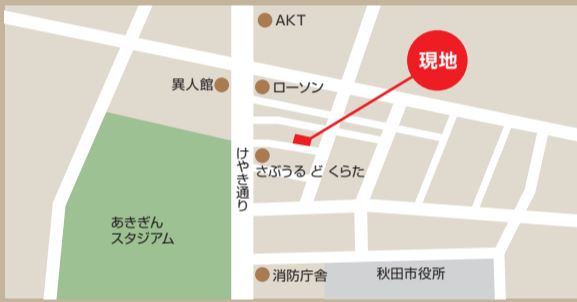 AKT
現地
異人館
ローソン
けやき通り
さぶうる ど くらた
あきぎん
スタジアム
消防庁舎
秋田市役所